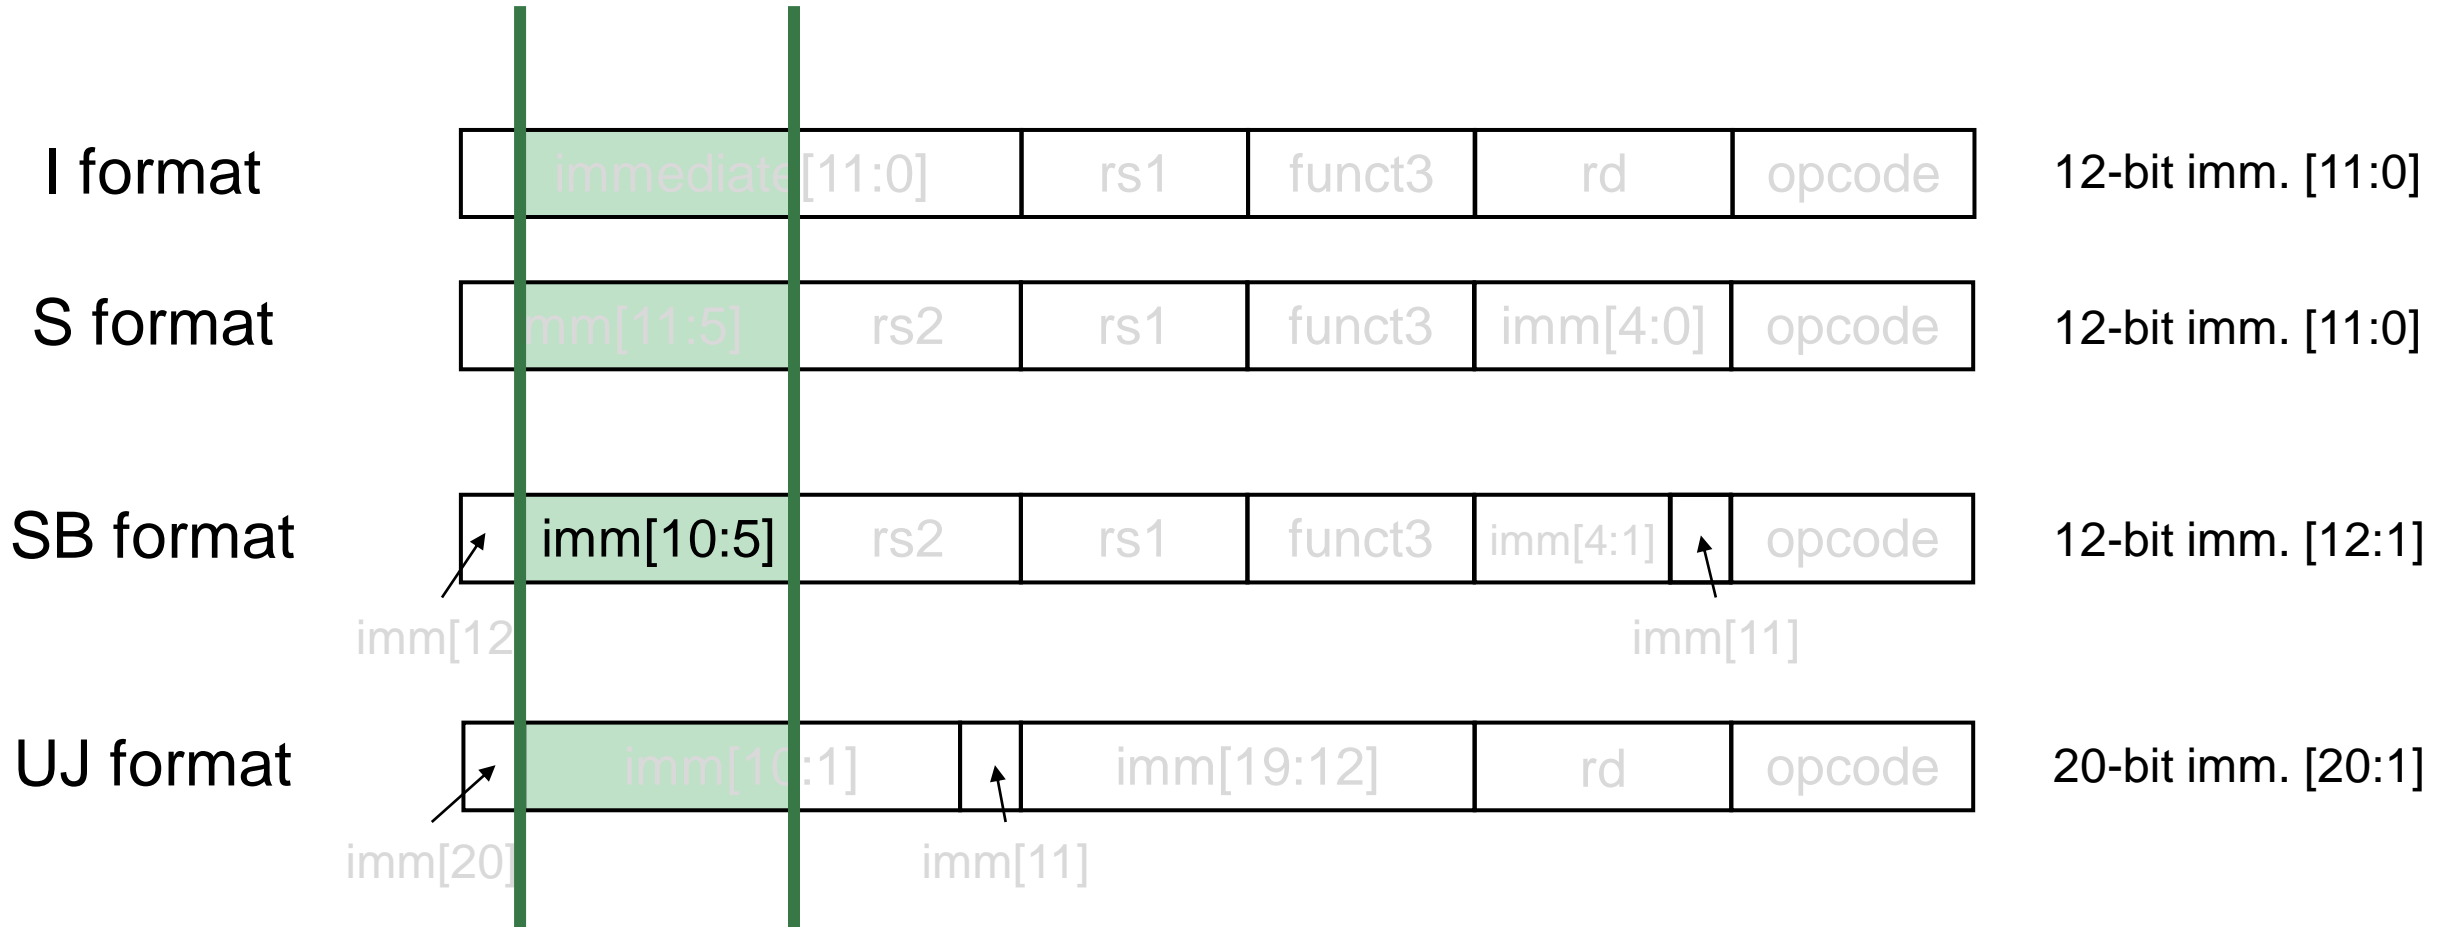 I format immediate[11:0] rs1 funct3 rd opcode 12-bit imm. [11:0]
S format mm[11:5] rs2 rs1 funct3 imm[4:0] opcode 12-bit imm. [11:0]
SB format imm[10:5] rs2 rs1 funct3 imm[4:1] opcode 12-bit imm. [12:1]
imm[12 imm[11]
UJ format imm[10:1] imm[19:12] rd opcode 20-bit imm. [20:1]
imm[20] imm[11]